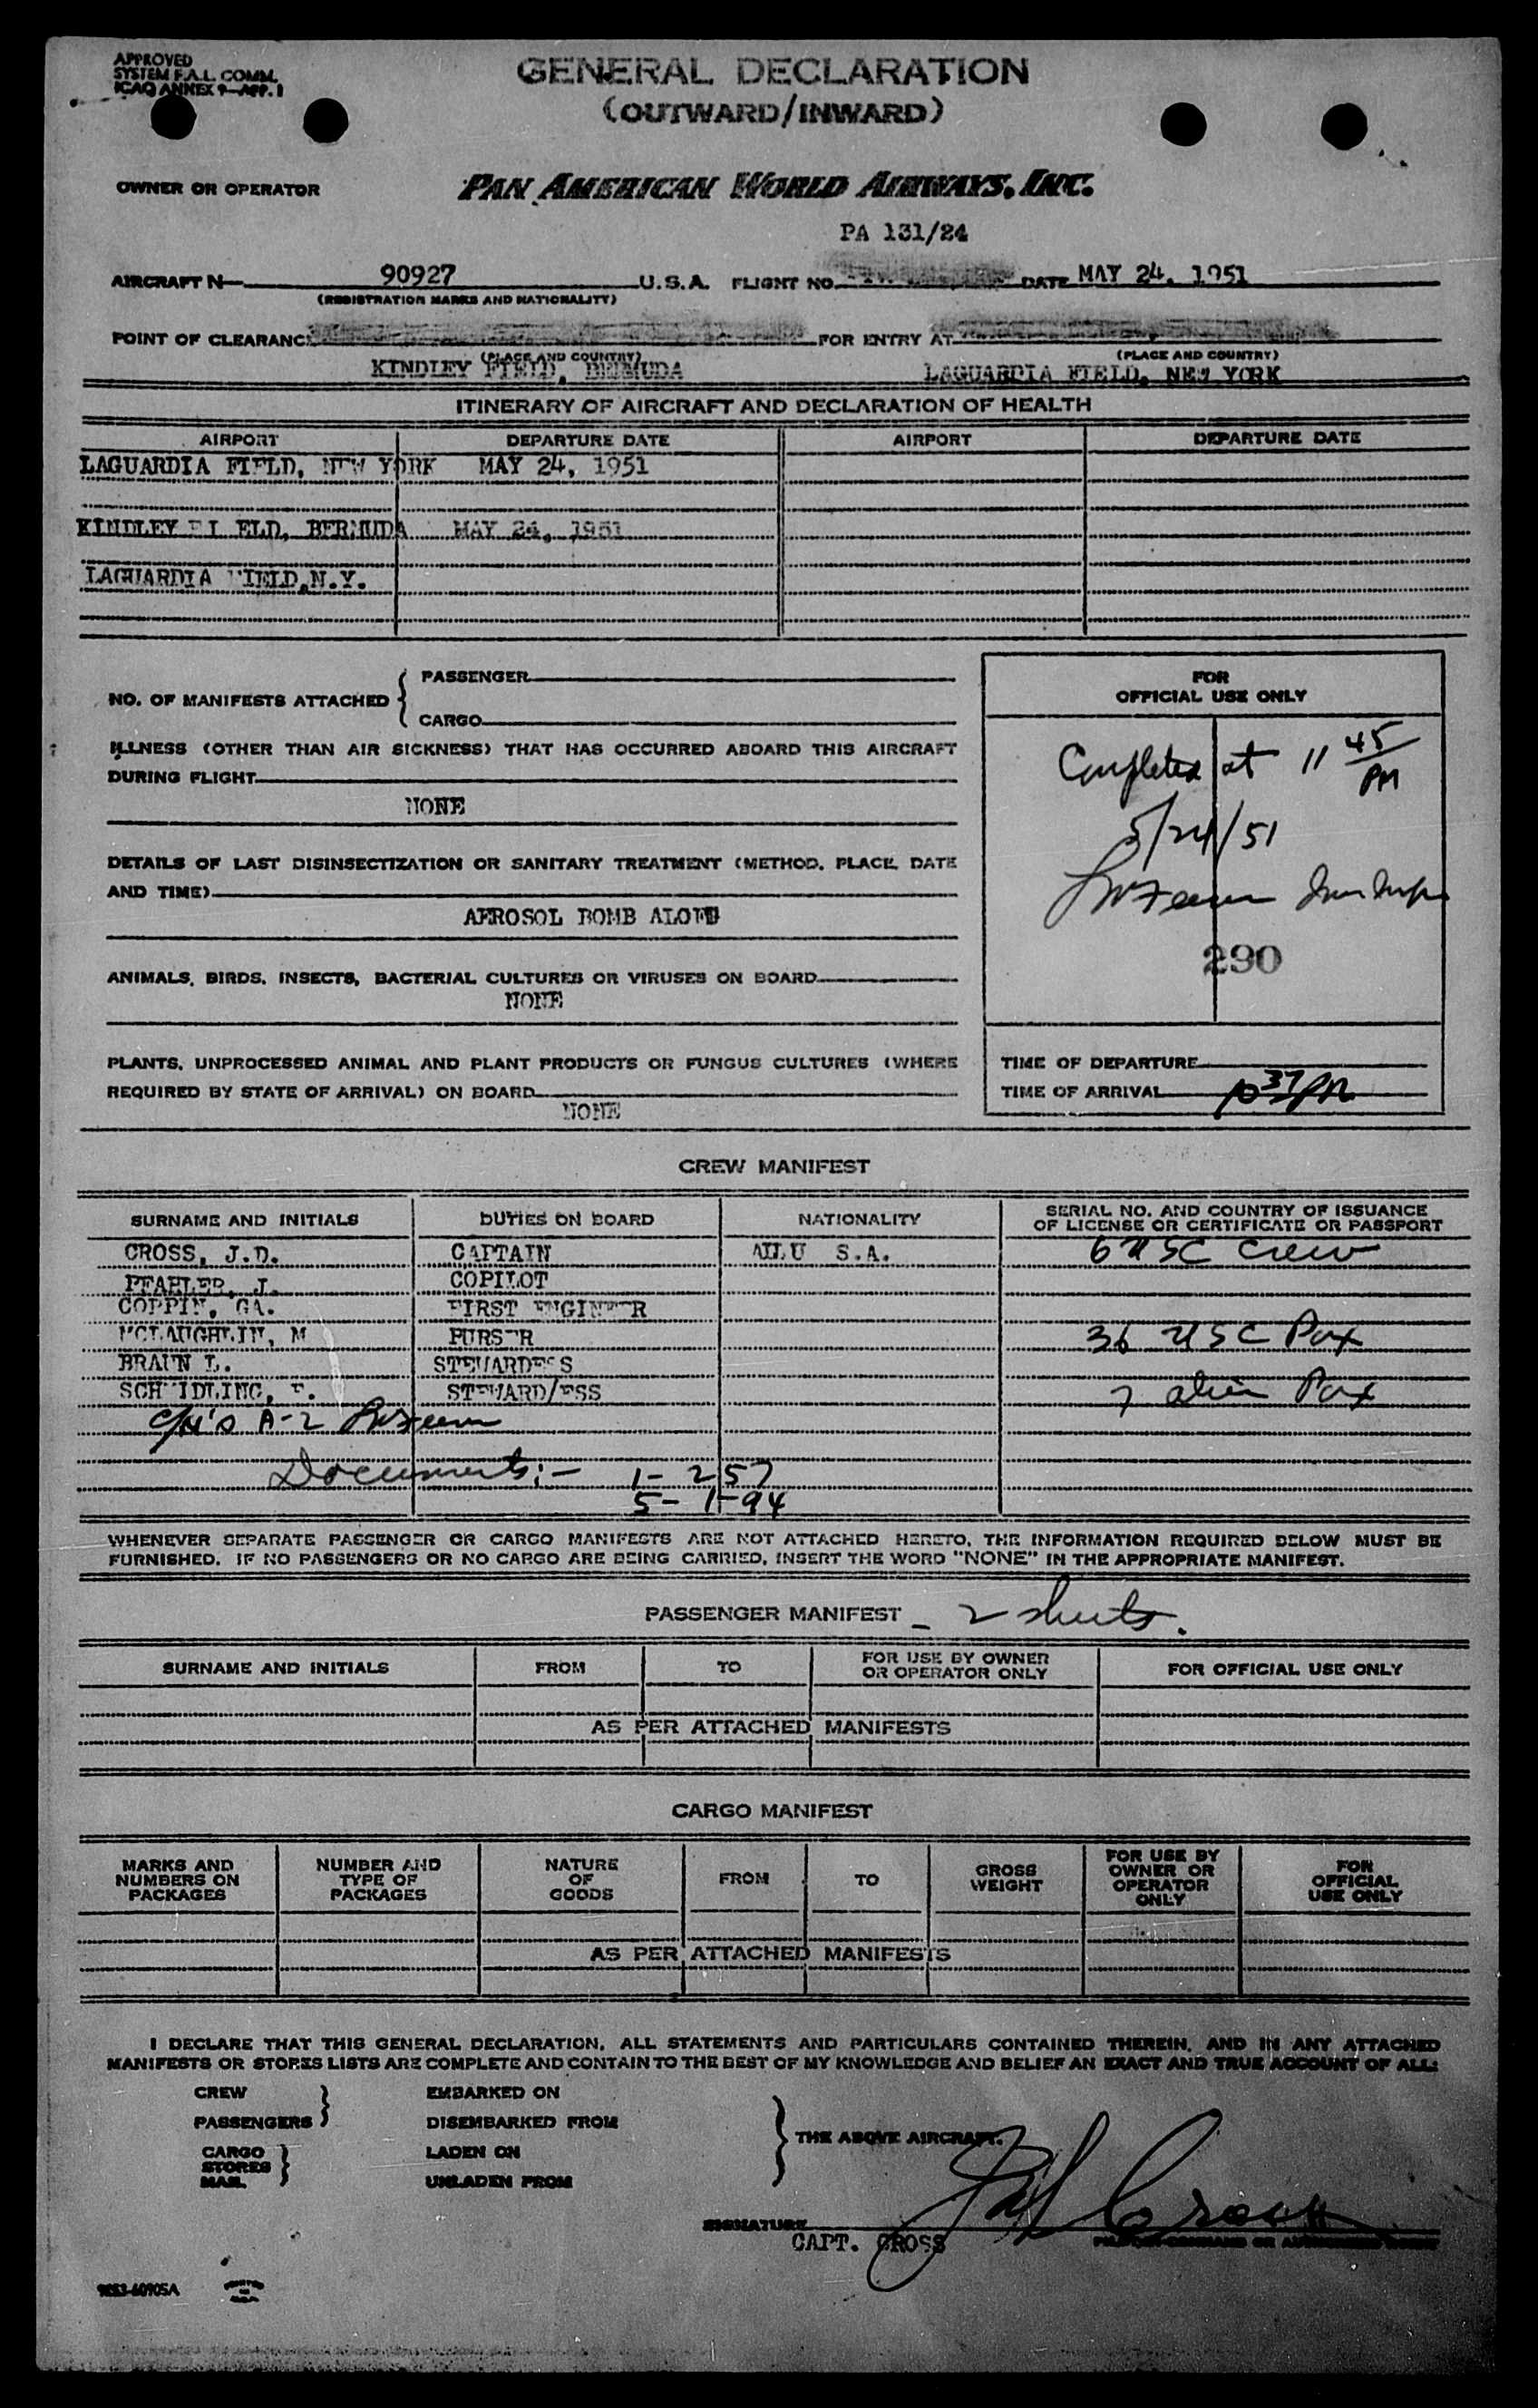 APPROVED
SYSTEM F.A.L. COMM.
ICAO ANNEX 9—APP. 1
GENERAL DECLARATION
(OUTWARD/INWARD)
OWNER OR OPERATOR PAN AMERICAN WORLD AIRWAYS, INC.
PA 131/24
AIRCRAFT N— 90927 U.S.A. FLIGHT NO. DATE MAY 24, 1951
(REGISTRATION MARKS AND NATIONALITY)
POINT OF CLEARANCE FOR ENTRY AT
(PLACE AND COUNTRY) (PLACE AND COUNTRY)
KINDLEY FIELD, BERMUDA LAGUARDIA FIELD, NEW YORK
ITINERARY OF AIRCRAFT AND DECLARATION OF HEALTH
AIRPORT DEPARTURE DATE AIRPORT DEPARTURE DATE
LAGUARDIA FIELD, NEW YORK MAY 24, 1951
KINDLEY FI ELD, BERMUDA MAY 24, 1951
LAGUARDIA FIELD,N.Y.
NO. OF MANIFESTS ATTACHED { PASSENGER
CARGO
ILLNESS (OTHER THAN AIR SICKNESS) THAT HAS OCCURRED ABOARD THIS AIRCRAFT
DURING FLIGHT
NONE
DETAILS OF LAST DISINSECTIZATION OR SANITARY TREATMENT (METHOD, PLACE, DATE
AND TIME)
AEROSOL BOMB ALOFT
ANIMALS, BIRDS, INSECTS, BACTERIAL CULTURES OR VIRUSES ON BOARD
NONE
PLANTS, UNPROCESSED ANIMAL AND PLANT PRODUCTS OR FUNGUS CULTURES (WHERE
REQUIRED BY STATE OF ARRIVAL) ON BOARD
NONE
FOR
OFFICIAL USE ONLY
Completed at 11 45/PM
5/24/51
290
TIME OF DEPARTURE
TIME OF ARRIVAL 10 37 PM
CREW MANIFEST
SURNAME AND INITIALS DUTIES ON BOARD NATIONALITY SERIAL NO. AND COUNTRY OF ISSUANCE
OF LICENSE OR CERTIFICATE OR PASSPORT
CROSS, J.D. CAPTAIN ALL U S.A. 6 USC Crew
PFAHLER, J. COPILOT
COPPIN, GA. FIRST ENGINEER
MCLAUGHLIN, M PURSER 36 USC Pax
BRAUN L. STEWARDESS
SCHMIDLING, STEWARD/ESS 7 alien Pax
A-2
Documents:- 1- 257
5- 1-94
WHENEVER SEPARATE PASSENGER OR CARGO MANIFESTS ARE NOT ATTACHED HERETO, THE INFORMATION REQUIRED BELOW MUST BE
FURNISHED. IF NO PASSENGERS OR NO CARGO ARE BEING CARRIED, INSERT THE WORD "NONE" IN THE APPROPRIATE MANIFEST.
PASSENGER MANIFEST - 2 sheets.
SURNAME AND INITIALS FROM TO FOR USE BY OWNER
OR OPERATOR ONLY FOR OFFICIAL USE ONLY
AS PER ATTACHED MANIFESTS
CARGO MANIFEST
MARKS AND
NUMBERS ON
PACKAGES
NUMBER AND
TYPE OF
PACKAGES
NATURE
OF
GOODS
FROM
TO
GROSS
WEIGHT
FOR USE BY
OWNER OR
OPERATOR
ONLY
FOR
OFFICIAL
USE ONLY
AS PER ATTACHED MANIFESTS
I DECLARE THAT THIS GENERAL DECLARATION, ALL STATEMENTS AND PARTICULARS CONTAINED THEREIN, AND IN ANY ATTACHED
MANIFESTS OR STORES LISTS ARE COMPLETE AND CONTAIN TO THE BEST OF MY KNOWLEDGE AND BELIEF AN EXACT AND TRUE ACCOUNT OF ALL:
CREW EMBARKED ON
PASSENGERS DISEMBARKED FROM
THE ABOVE AIRCRAFT.
CARGO LADEN ON
STORES
MAIL UNLADEN FROM
SIGNATURE Cross
CAPT. CROSS
PRINTED
IN
U.S.A.